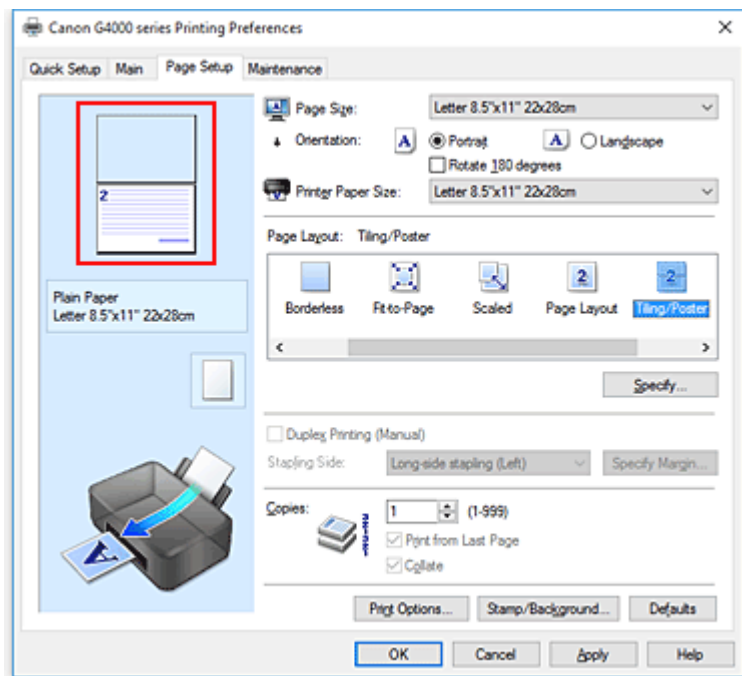 Canon G4000 series Printing Preferences
Quick Setup Main Page Setup Maintenance
2
Plain Paper
Letter 8.5"x11" 22x28cm
A
Page Size: Letter 8.5"x11" 22x28cm
Orientation: A Portrait A Landscape
Rotate 180 degrees
Printer Paper Size: Letter 8.5"x11" 22x28cm
Page Layout: Tiling/Poster
2 2
Borderless Fit-to-Page Scaled Page Layout Tiling/Poster
Specify...
Duplex Printing (Manual)
Stapling Side: Long-side stapling (Left) Specify Margin...
Copies: 1 (1-999)
Print from Last Page
Collate
Print Options... Stamp/Background... Defaults
OK Cancel Apply Help